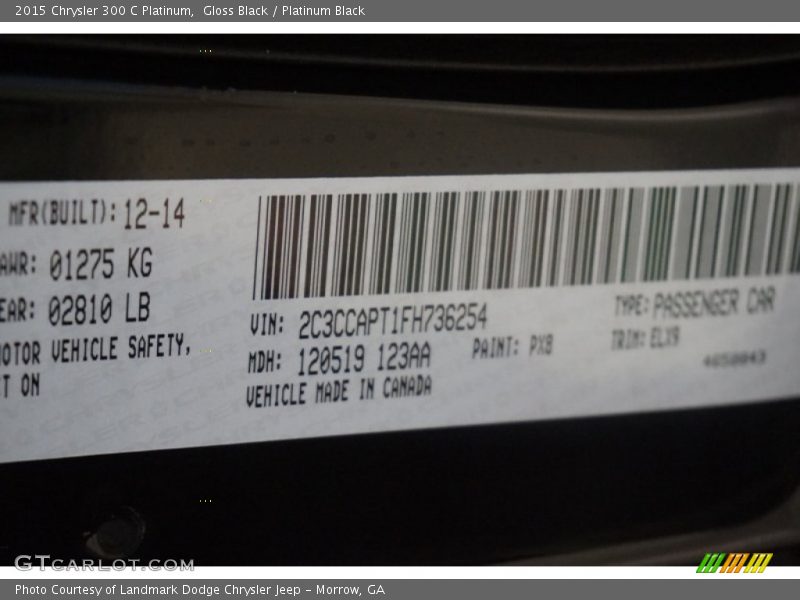 2015 Chrysler 300 C Platinum,  Gloss Black / Platinum Black
MFR(BUILT): 12-14
AWR: 01275 KG
EAR: 02810 LB
MOTOR VEHICLE SAFETY,
T ON
VIN: 2C3CCAPT1FH736254
TYPE: PASSENGER CAR
MDH: 120519 123AA
PAINT: PX8
TRIM: ELX9
VEHICLE MADE IN CANADA
GTCARLOT.COM
Photo Courtesy of Landmark Dodge Chrysler Jeep – Morrow, GA